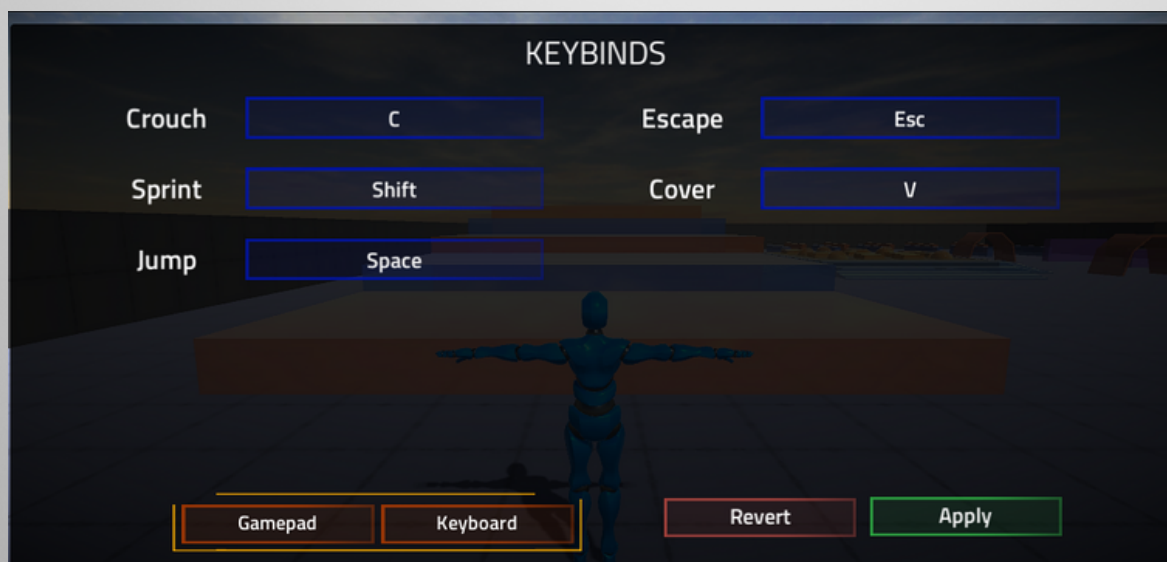 KEYBINDS
Crouch C Escape Esc
Sprint Shift Cover V
Jump Space
Gamepad Keyboard Revert Apply